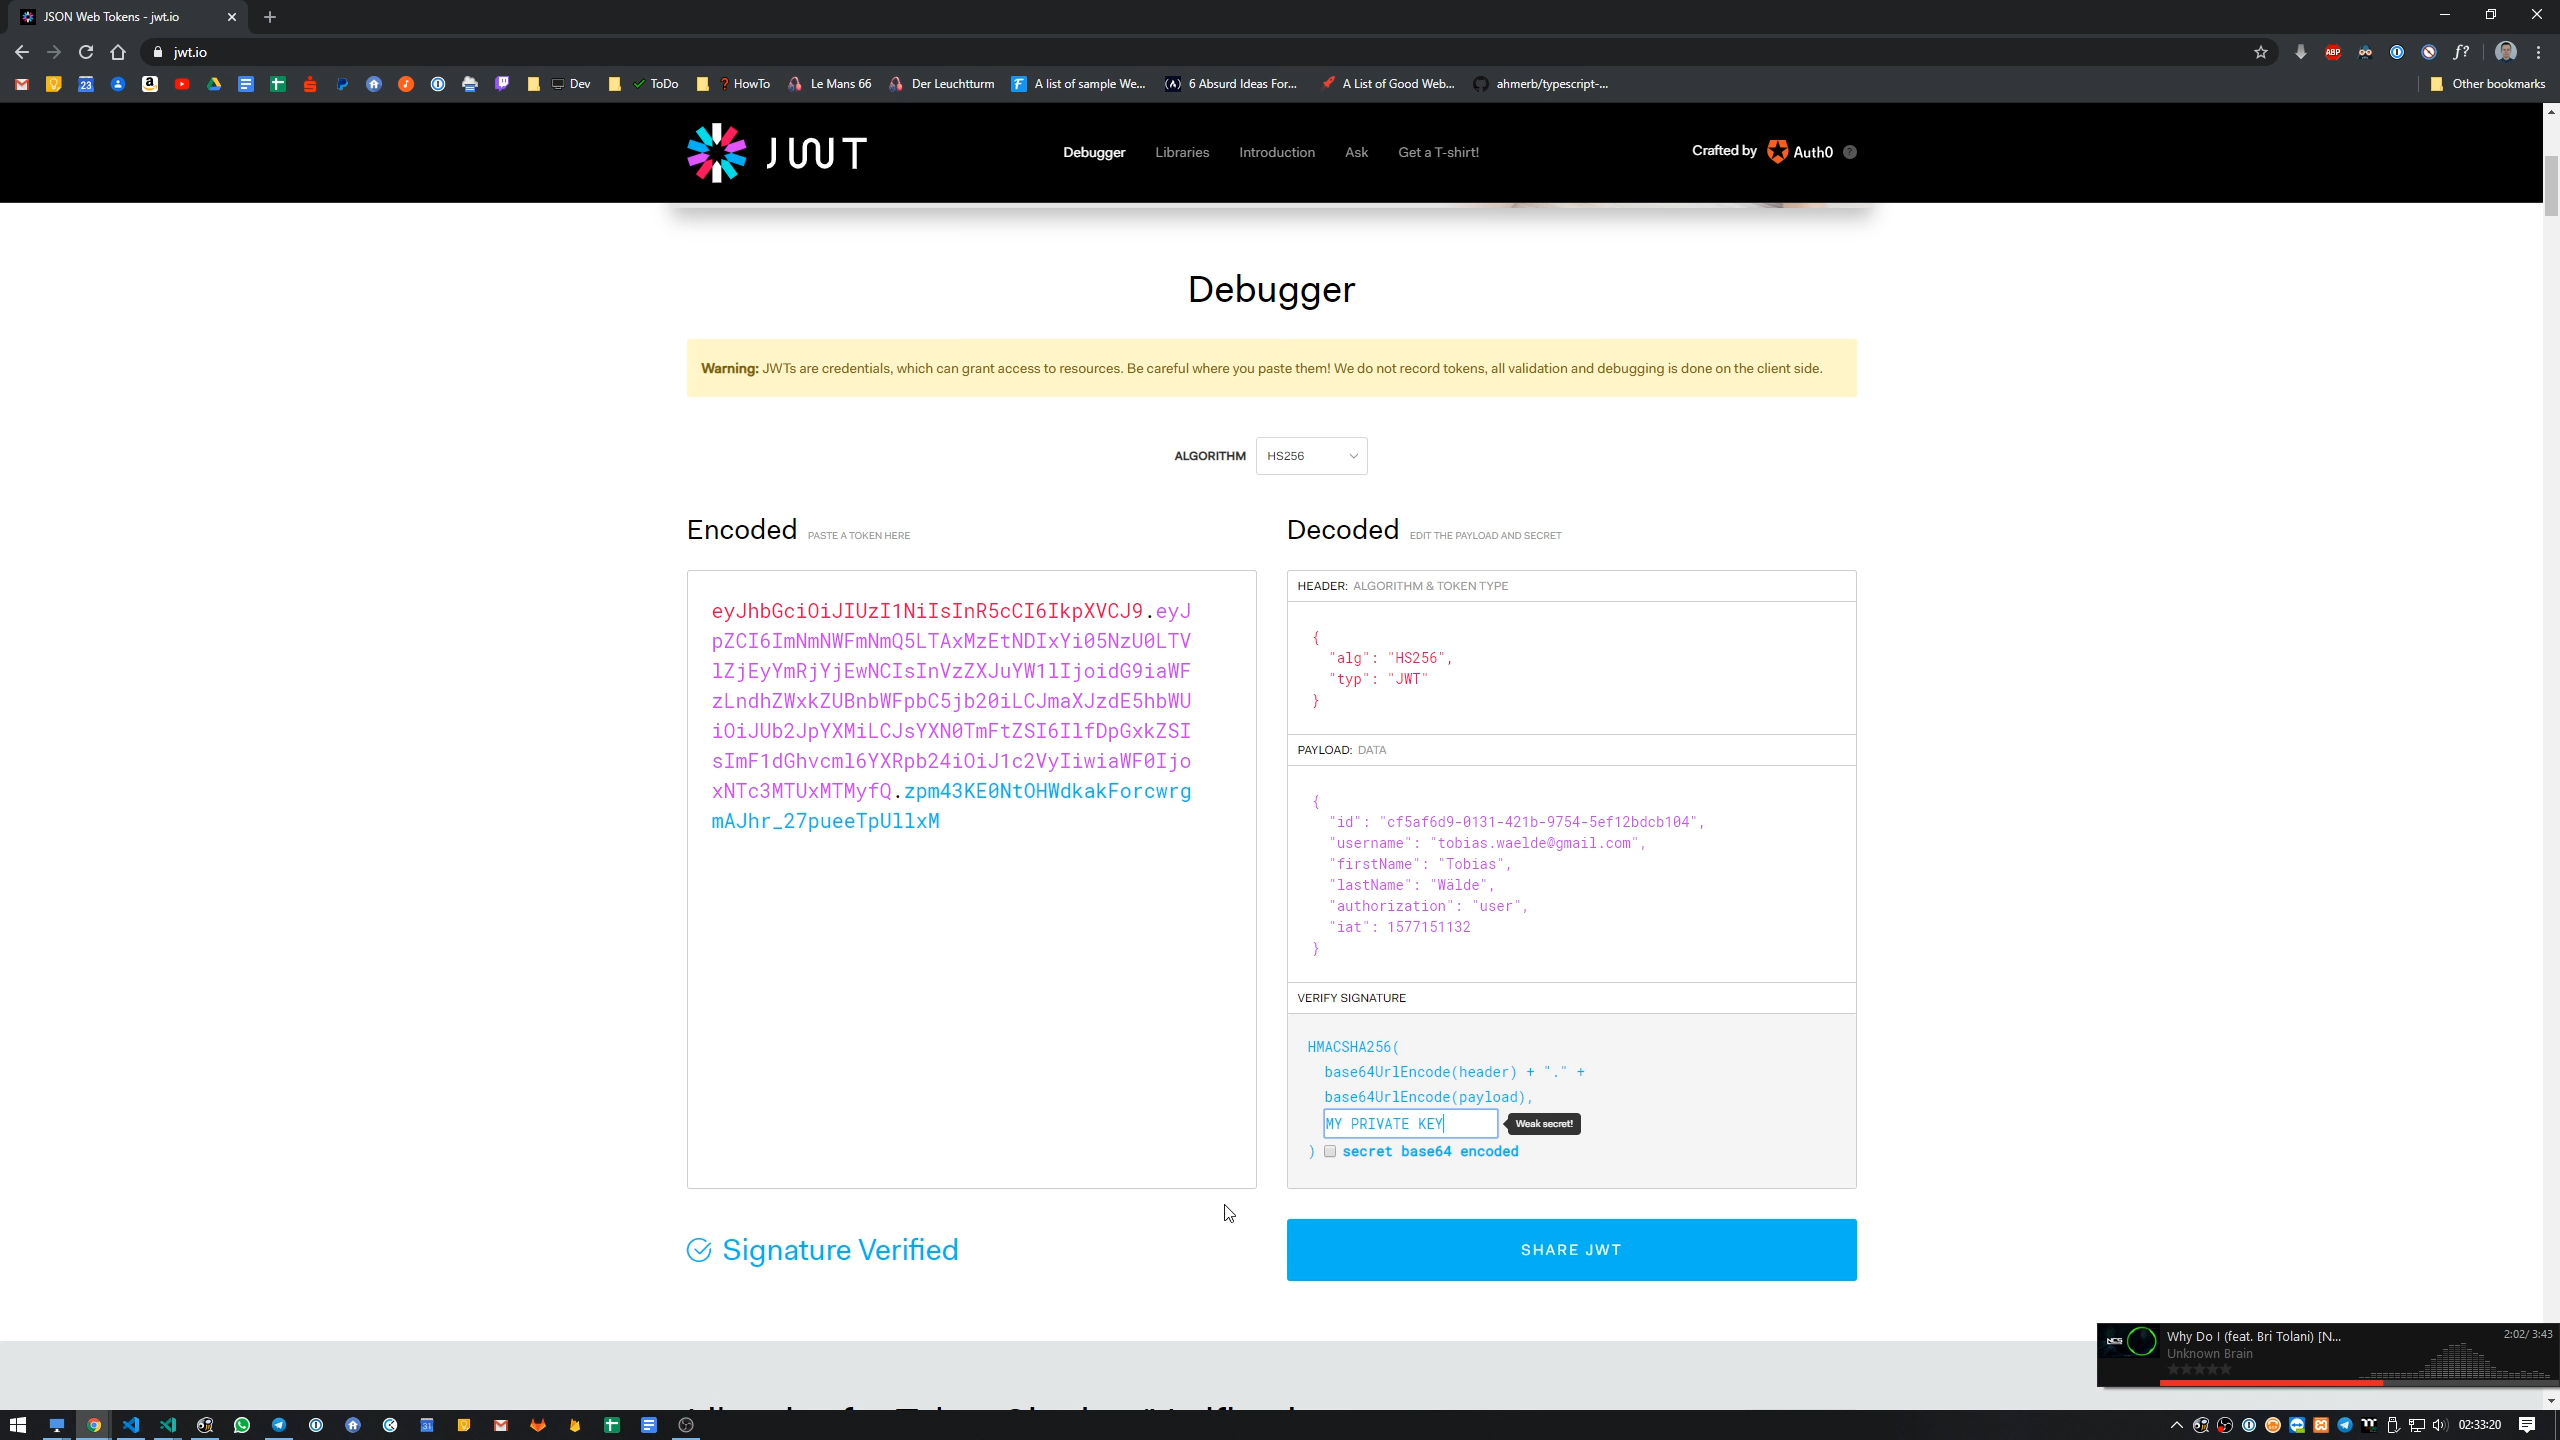 JSON Web Tokens - jwt.io
jwt.io
ABP
f?
23
Dev
ToDo
? HowTo
Le Mans 66
Der Leuchtturm
A list of sample We...
6 Absurd Ideas For...
A List of Good Web...
ahmerb/typescript-...
Other bookmarks
JWT
Debugger
Libraries
Introduction
Ask
Get a T-shirt!
Crafted by Auth0 ?
Debugger
Warning: JWTs are credentials, which can grant access to resources. Be careful where you paste them! We do not record tokens, all validation and debugging is done on the client side.
ALGORITHM HS256
Encoded PASTE A TOKEN HERE
eyJhbGciOiJIUzI1NiIsInR5cCI6IkpXVCJ9.eyJ
pZCI6ImNmNWFmNmQ5LTAxMzEtNDIxYi05NzU0LTV
lZjEyYmRjYjEwNCIsInVzZXJuYW1lIjoidG9iaWF
zLndhZWxkZUBnbWFpbC5jb20iLCJmaXJzdE5hbWU
iOiJUb2JpYXMiLCJsYXN0TmFtZSI6IlfDpGxkZSI
sImF1dGhvcml6YXRpb24iOiJ1c2VyIiwiaWF0Ijo
xNTc3MTUxMTMyfQ.zpm43KE0NtOHWdkakForcwrg
mAJhr_27pueeTpUllxM
Decoded EDIT THE PAYLOAD AND SECRET
HEADER: ALGORITHM & TOKEN TYPE
{
"alg": "HS256",
"typ": "JWT"
}
PAYLOAD: DATA
{
"id": "cf5af6d9-0131-421b-9754-5ef12bdcb104",
"username": "tobias.waelde@gmail.com",
"firstName": "Tobias",
"lastName": "Wälde",
"authorization": "user",
"iat": 1577151132
}
VERIFY SIGNATURE
HMACSHA256(
base64UrlEncode(header) + "." +
base64UrlEncode(payload),
MY PRIVATE KEY
Weak secret!
) secret base64 encoded
Signature Verified
SHARE JWT
NCS
Why Do I (feat. Bri Tolani) [N...
2:02/ 3:43
Unknown Brain
31
02:33:20